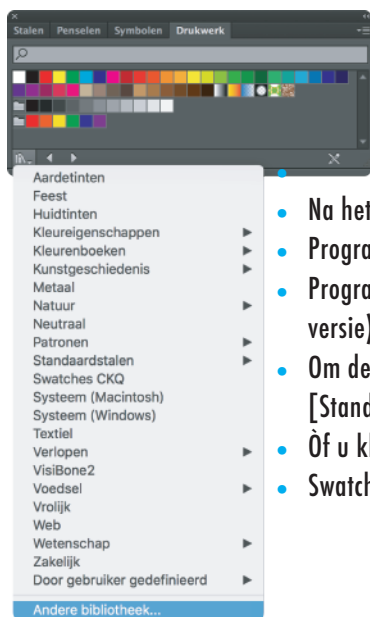 Stalen Penselen Symbolen Drukwerk
Aardetinten
Feest
Huidtinten
Kleureigenschappen
Kleurenboeken
Kunstgeschiedenis
Metaal
Natuur
Neutraal
Patronen
Standaardstalen
Swatches CKQ
Systeem (Macintosh)
Systeem (Windows)
Textiel
Verlopen
VisiBone2
Voedsel
Vrolijk
Web
Wetenschap
Zakelijk
Door gebruiker gedefinieerd
Andere bibliotheek...
• Na het
• Progra
• Progra
versie)
• Om de
[Stand
• Òf u kl
• Swatch